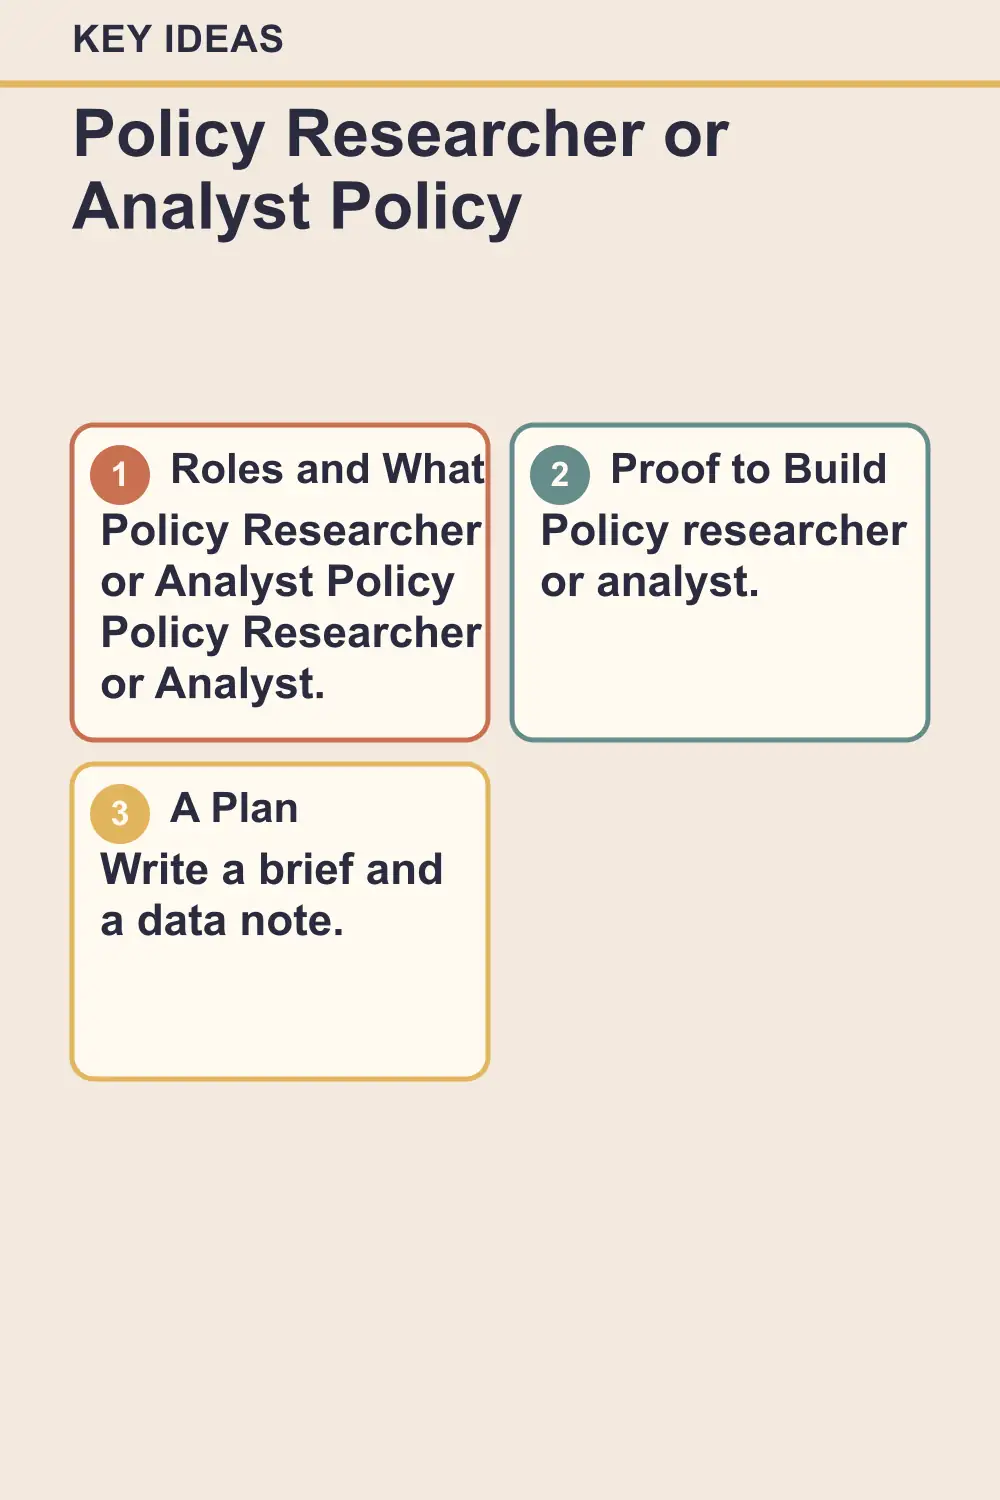 KEY IDEAS
Policy Researcher or
Analyst Policy
1 Roles and What
Policy Researcher
or Analyst Policy
Policy Researcher
or Analyst.
2 Proof to Build
Policy researcher
or analyst.
3 A Plan
Write a brief and
a data note.